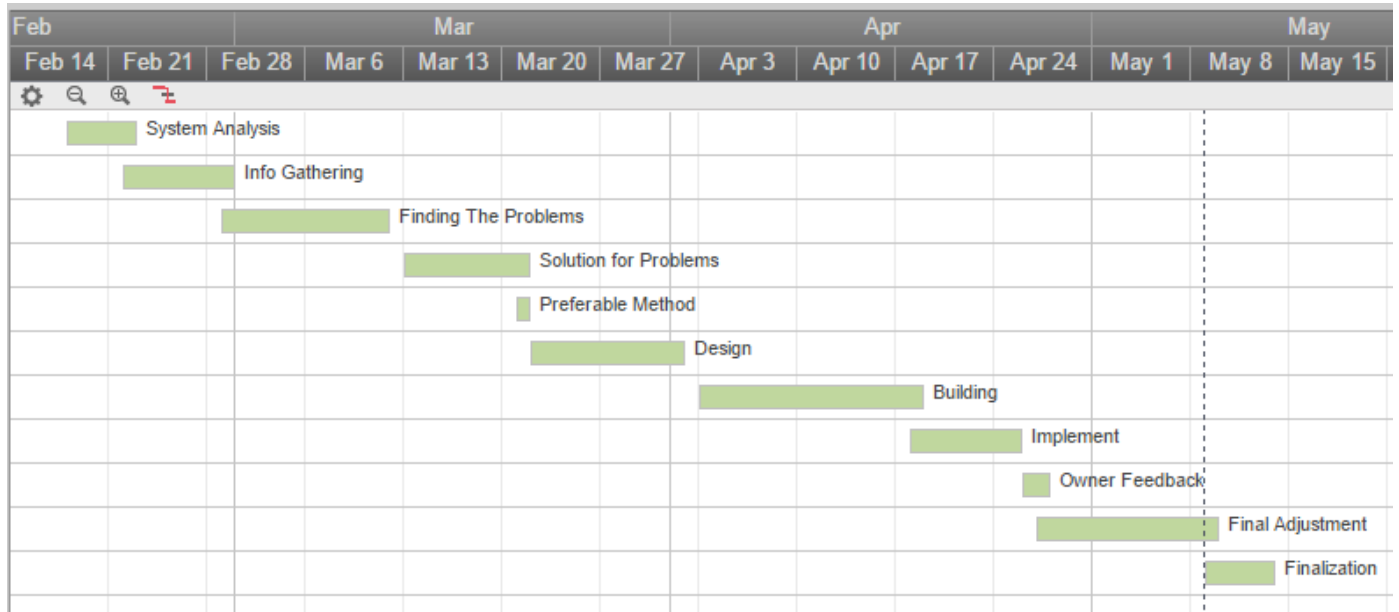 Feb Mar Apr May
Feb 14 Feb 21 Feb 28 Mar 6 Mar 13 Mar 20 Mar 27 Apr 3 Apr 10 Apr 17 Apr 24 May 1 May 8 May 15
System Analysis
Info Gathering
Finding The Problems
Solution for Problems
Preferable Method
Design
Building
Implement
Owner Feedback
Final Adjustment
Finalization